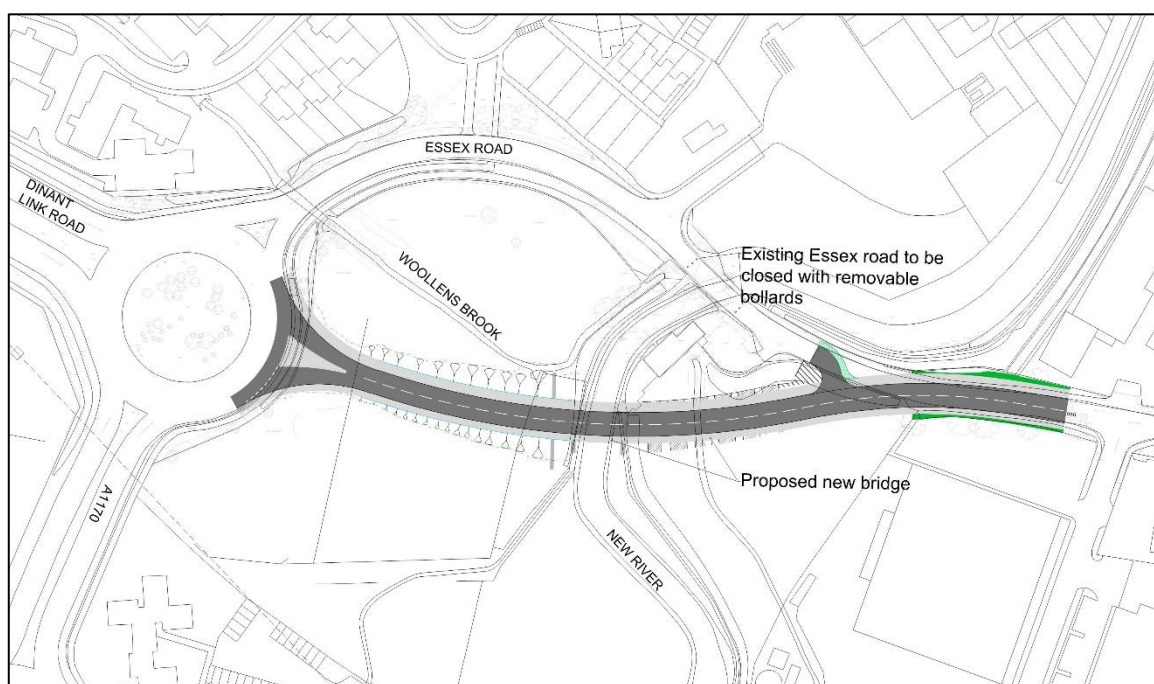 ESSEX ROAD
DINANT
LINK ROAD
WOOLLENS BROOK
Existing Essex road to be
closed with removable
bollards
Proposed new bridge
A1170
NEW RIVER